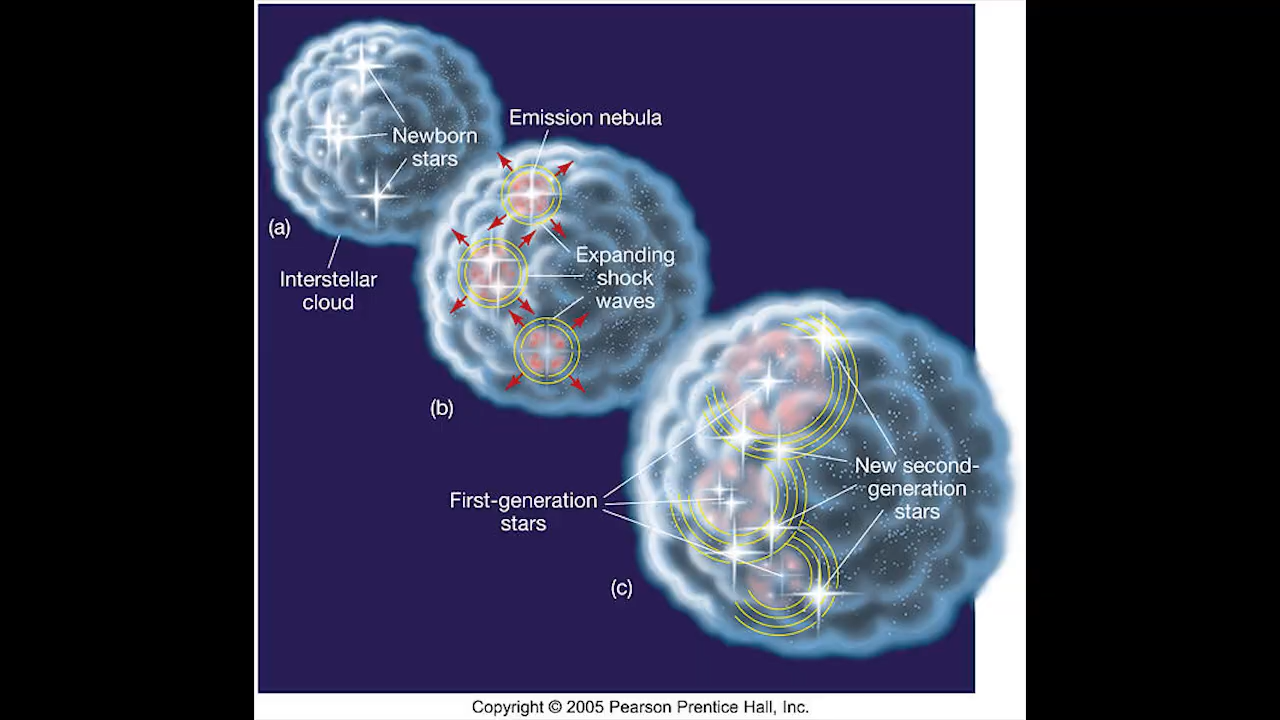 Newborn
stars
(a)
Interstellar
cloud
Emission nebula
Expanding
shock
waves
(b)
First-generation
stars
New second-
generation
stars
(c)
Copyright © 2005 Pearson Prentice Hall, Inc.